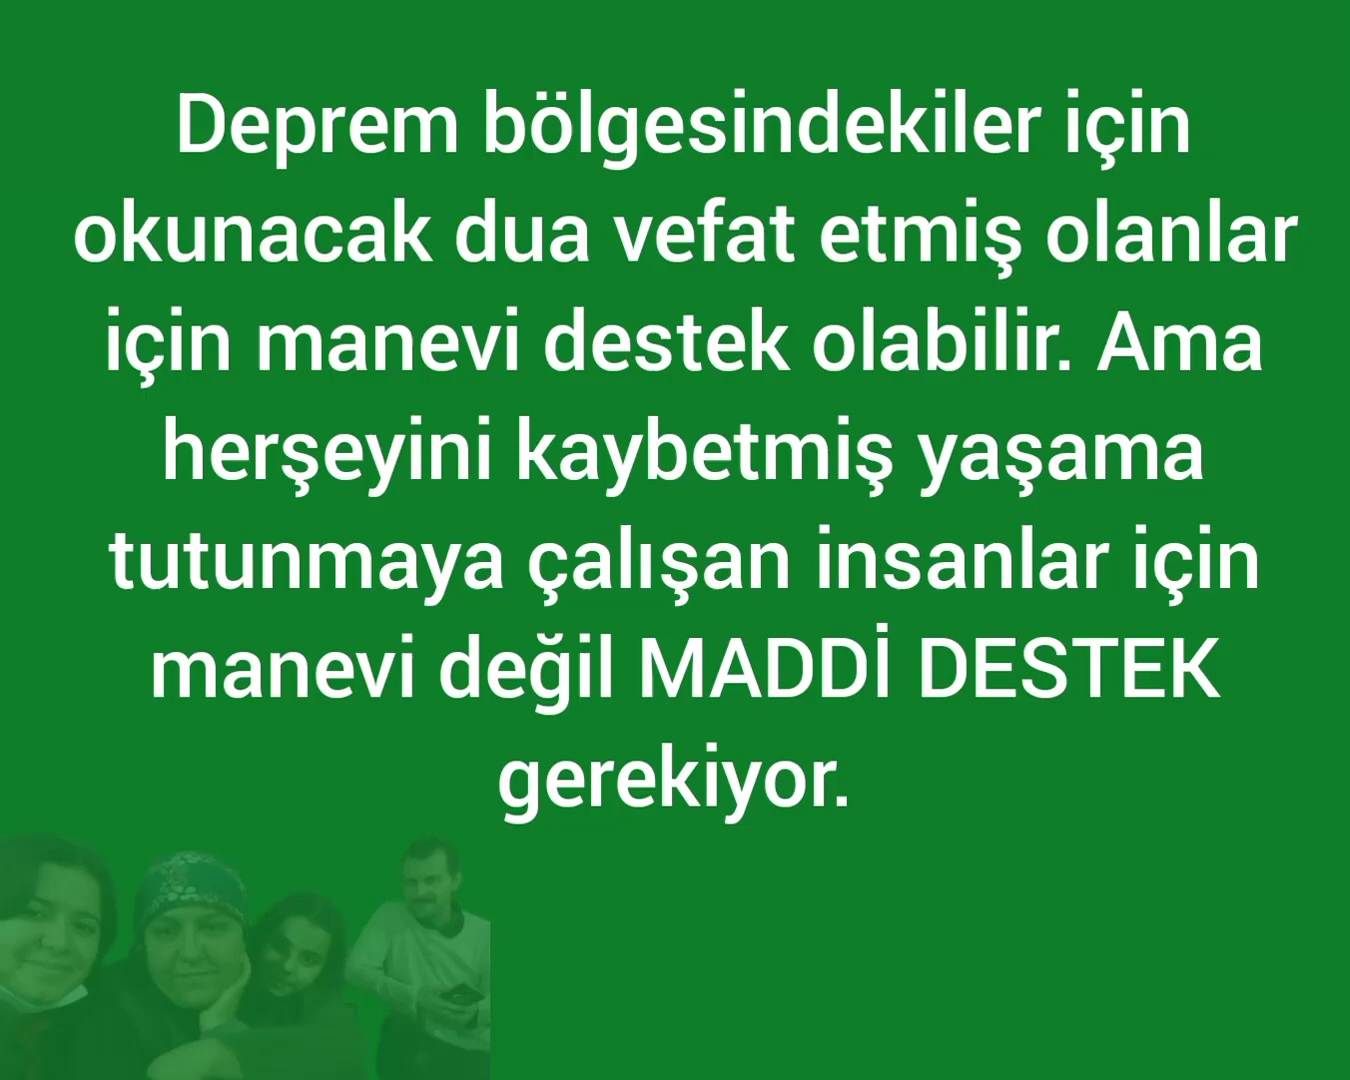 Deprem bölgesindekiler için
okunacak dua vefat etmiş olanlar
için manevi destek olabilir. Ama
herşeyini kaybetmiş yaşama
tutunmaya çalışan insanlar için
manevi değil MADDİ DESTEK
gerekiyor.